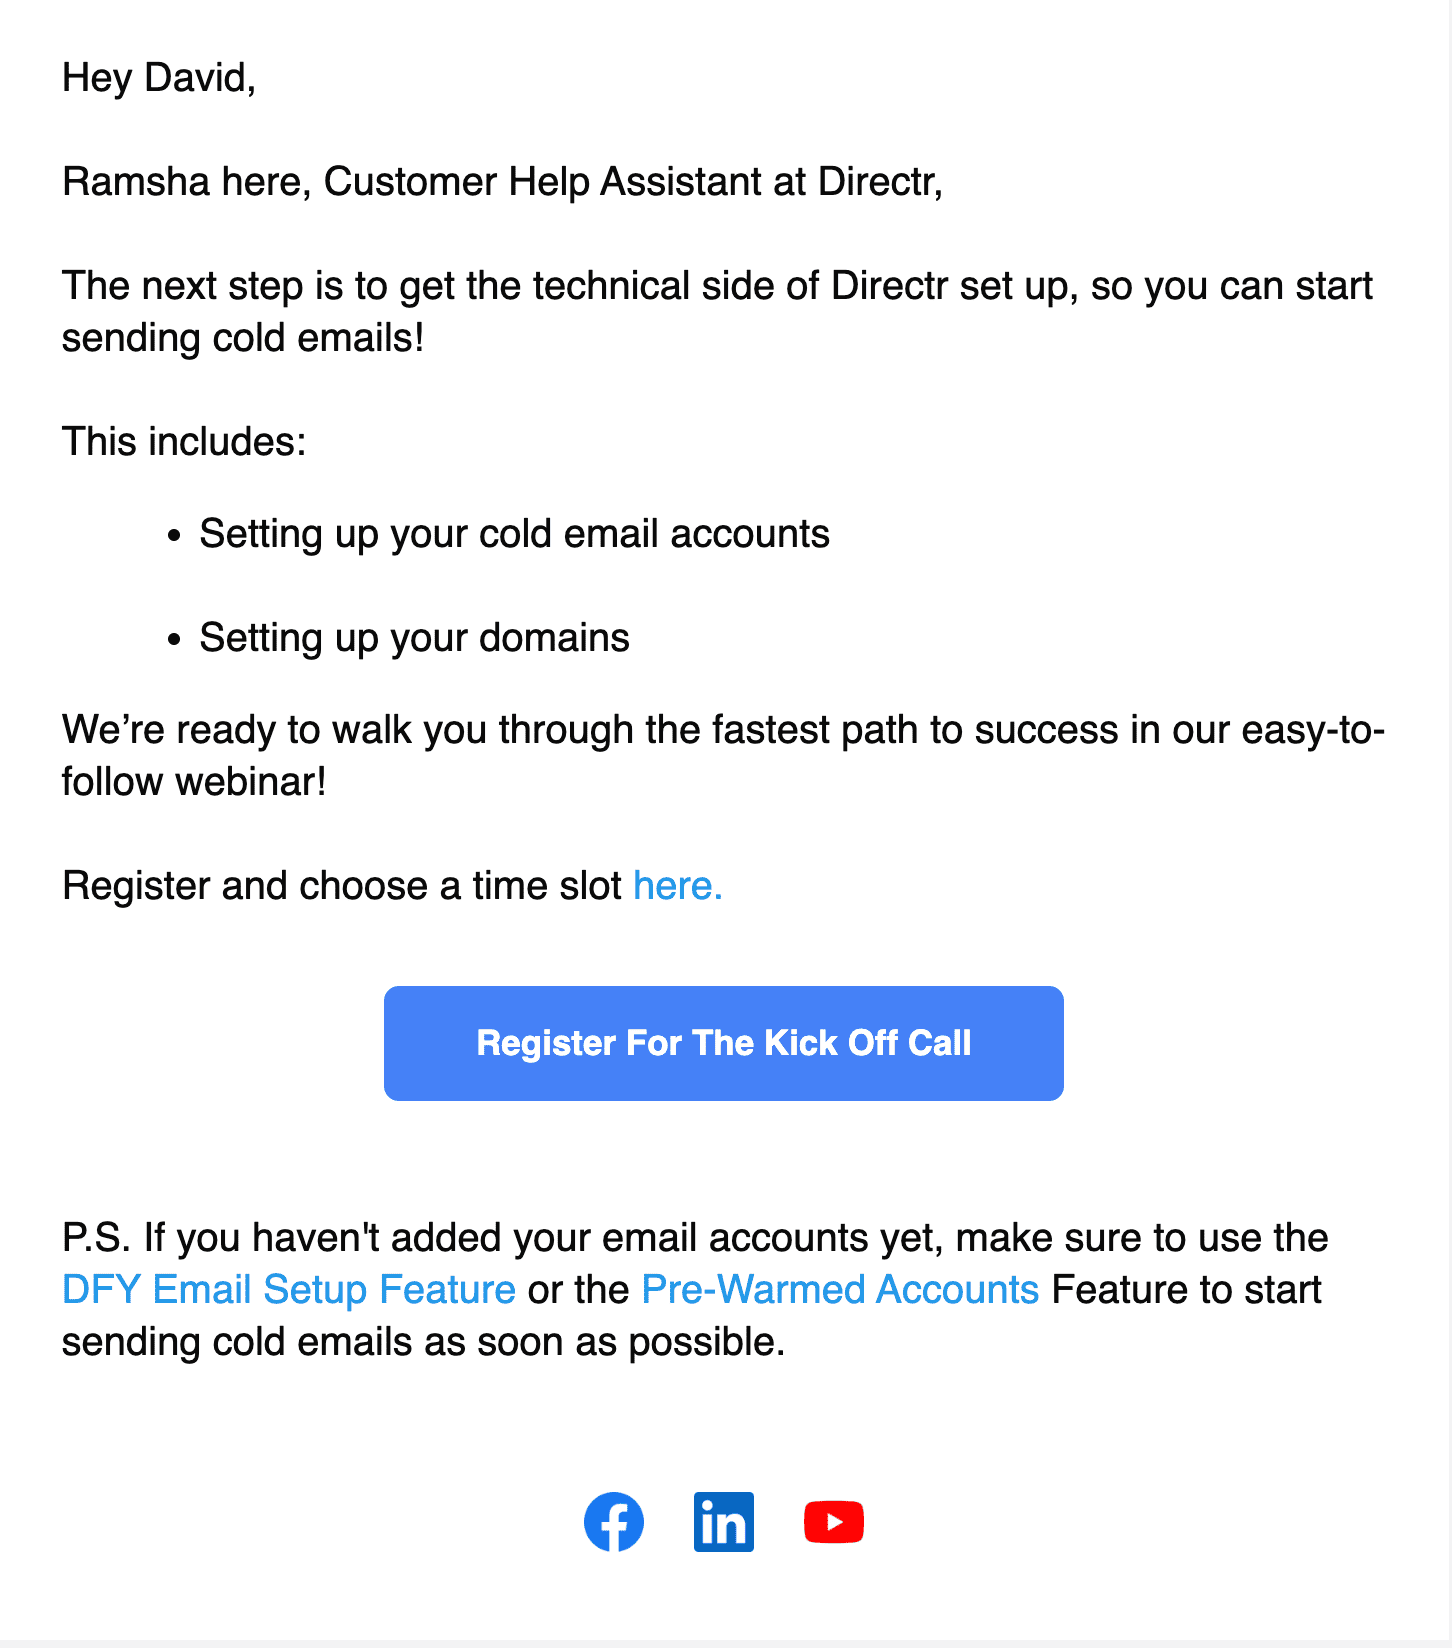 Hey David,
Ramsha here, Customer Help Assistant at Directr,
The next step is to get the technical side of Directr set up, so you can start
sending cold emails!
This includes:
• Setting up your cold email accounts
• Setting up your domains
We’re ready to walk you through the fastest path to success in our easy-to-
follow webinar!
Register and choose a time slot here.
Register For The Kick Off Call
P.S. If you haven't added your email accounts yet, make sure to use the
DFY Email Setup Feature or the Pre-Warmed Accounts Feature to start
sending cold emails as soon as possible.
in